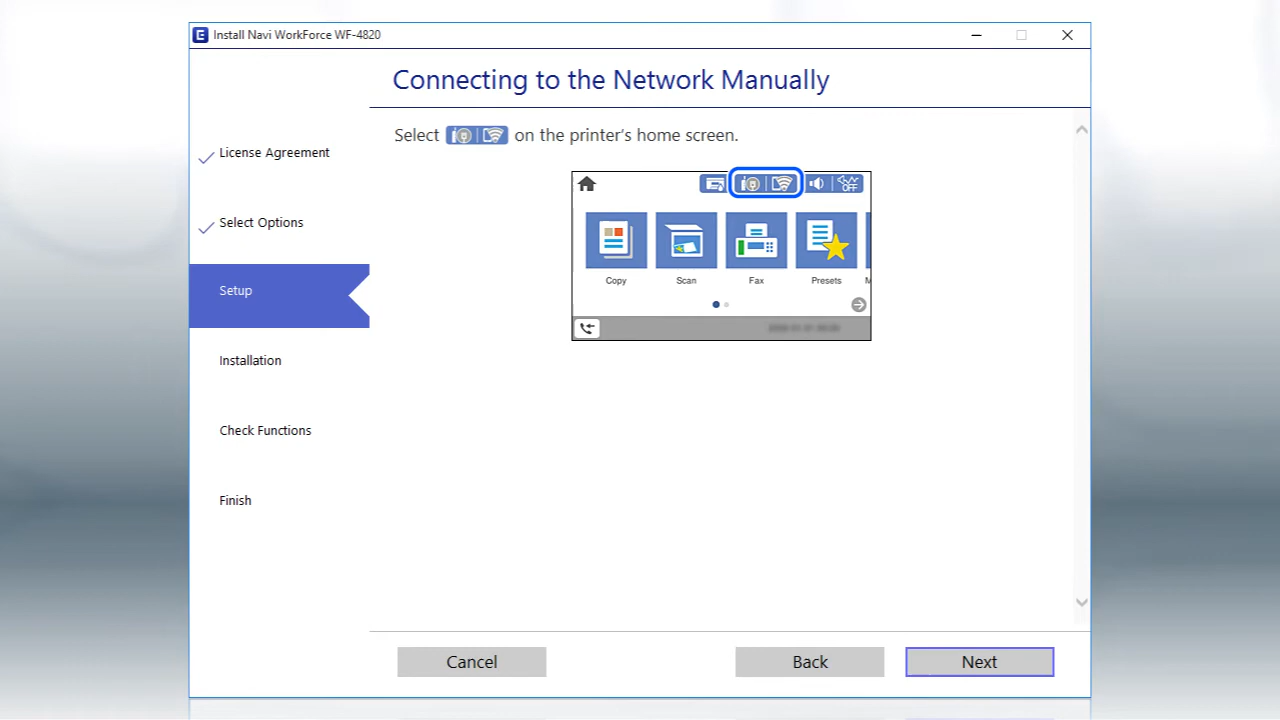 Install Navi WorkForce WF-4820
Connecting to the Network Manually
License Agreement
Select Options
Setup
Installation
Check Functions
Finish
Select on the printer's home screen.
OFF
Copy Scan Fax Presets M
Cancel Back Next